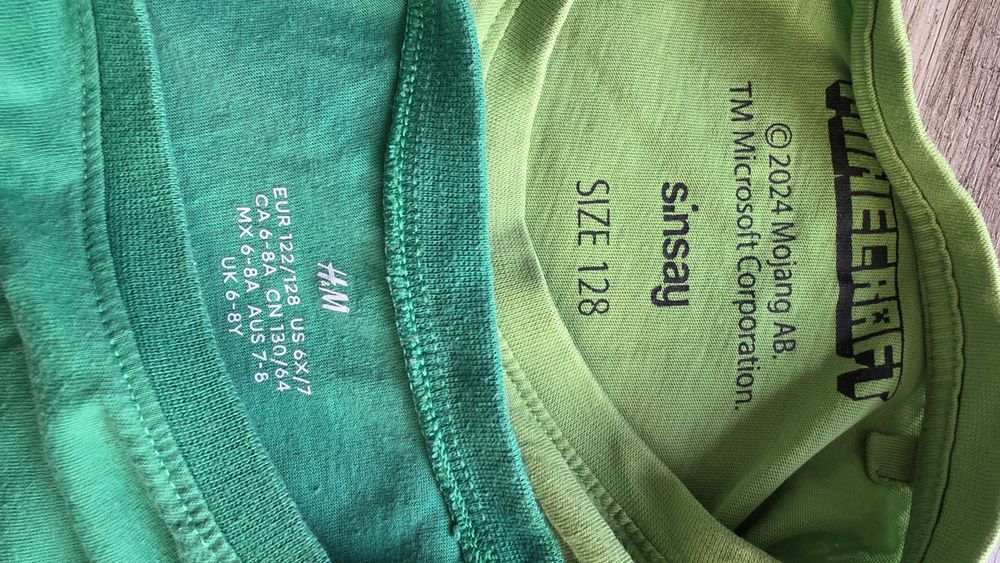 MINECRAFT
© 2024 Mojang AB.
TM Microsoft Corporation.
sinsay
SIZE 128
H&M
EUR 122/128 US 6X/7
CA 6-8A CN 130/64
MX 6-8A AUS 7-8
UK 6-8Y